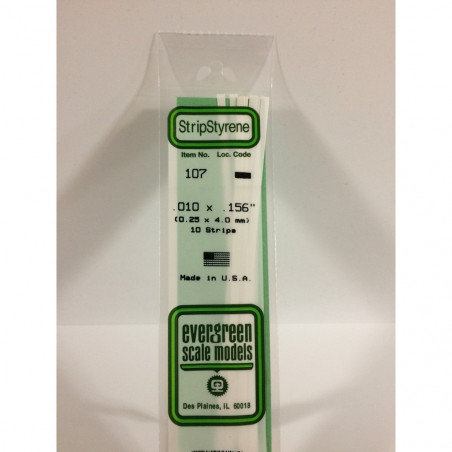 StripStyrene
Item No. Loc. Code
107
.010 x .156"
(0.25 x 4.0 mm)
10 Strips
Made in U.S.A.
evergreen
scale models
Des Plaines, IL 60018